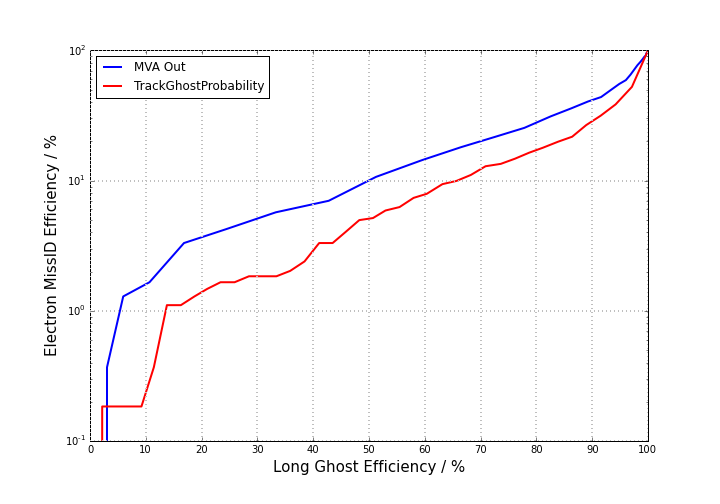 MVA Out
TrackGhostProbability
Electron MissID Efficiency / %
10²
10¹
10⁰
10⁻¹
0 10 20 30 40 50 60 70 80 90 100
Long Ghost Efficiency / %